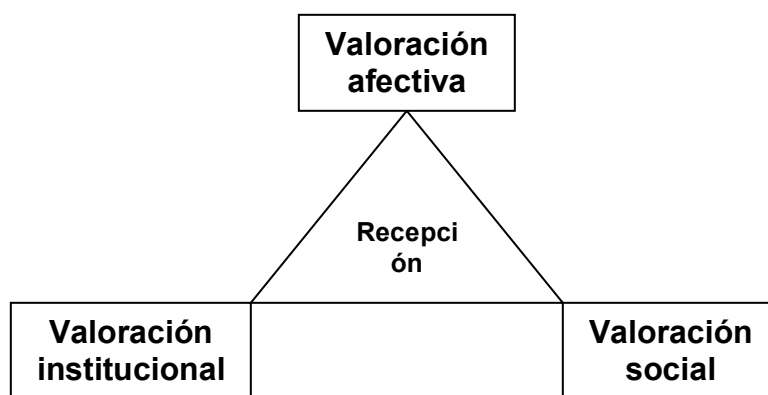 Valoración
afectiva
Recepci
ón
Valoración
institucional
Valoración
social